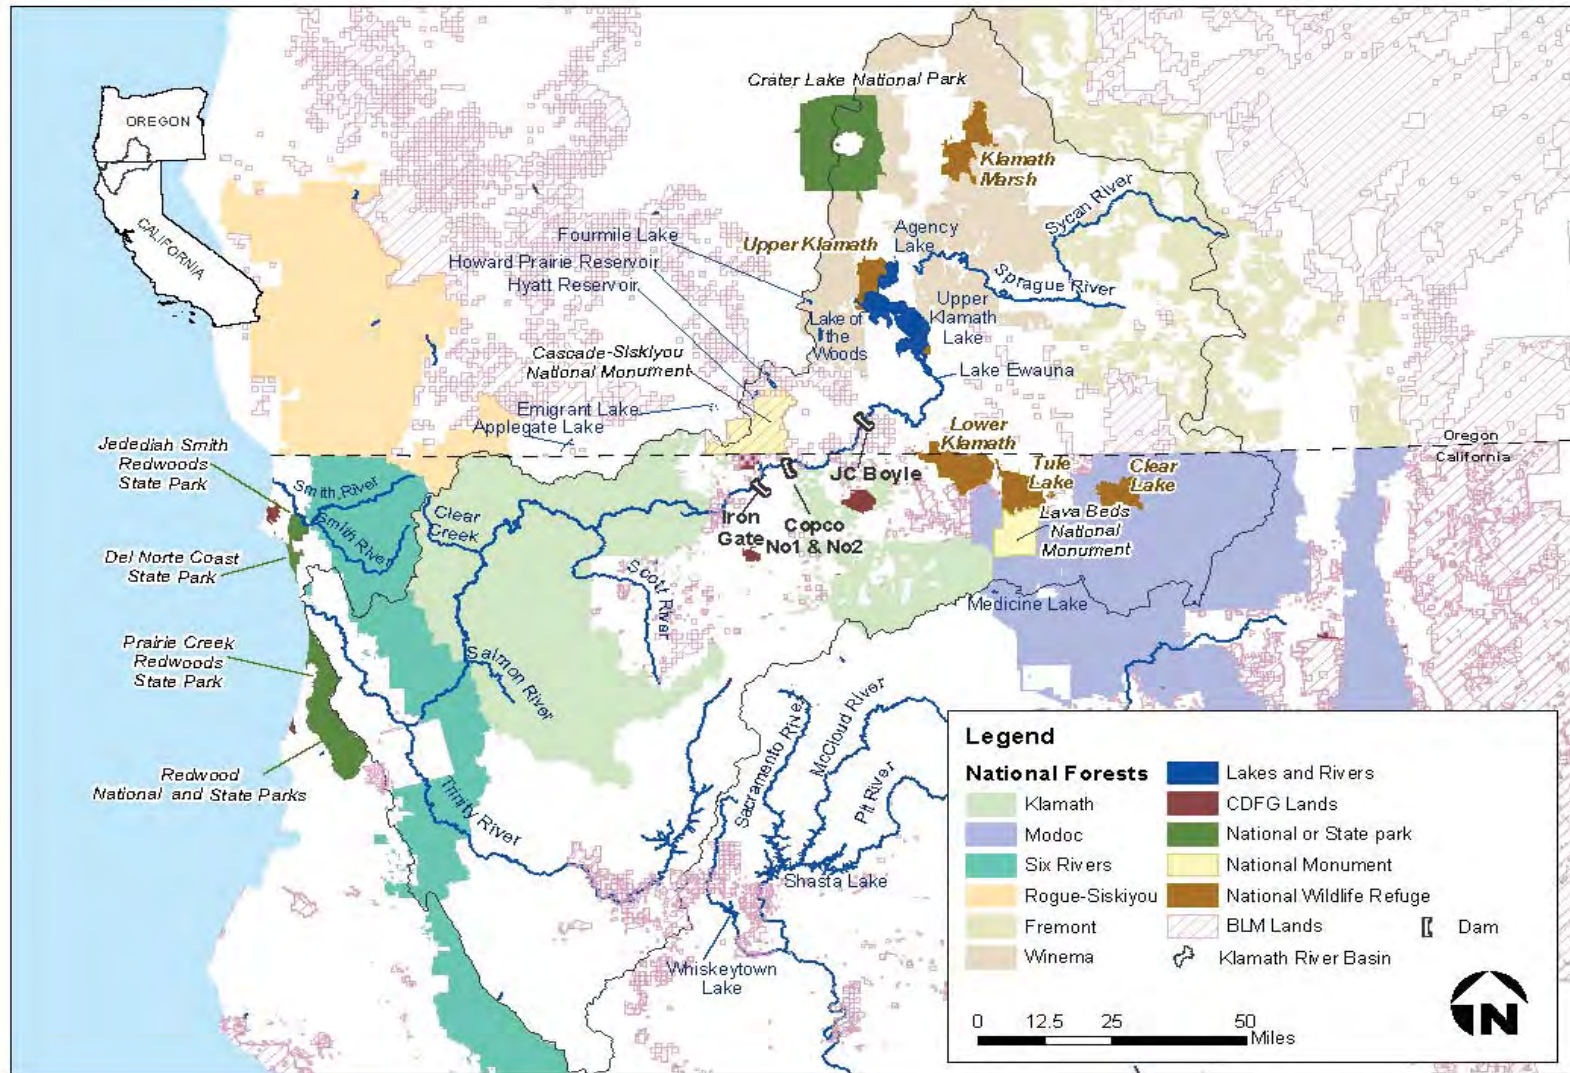 OREGON
CALIFORNIA
Crater Lake National Park
Klamath
Marsh
Sycan River
Agency
Lake
Fourmile Lake
Upper Klamath
Howard Prairie Reservoir
Hyatt Reservoir
Sprague River
Upper
Klamath
Lake
Lake of
the
Woods
Cascade-Siskiyou
National Monument
Lake Ewauna
Emigrant Lake
Applegate Lake
Lower
Klamath
Oregon
California
Jedediah Smith
Redwoods
State Park
Smith River
Smith River
Clear
Creek
JC Boyle
Tule
Lake
Clear
Lake
Iron
Gate
Copco
No1 & No2
Lava Beds
National
Monument
Del Norte Coast
State Park
Scott River
Medicine Lake
Prairie Creek
Redwoods
State Park
Salmon River
Redwood
National and State Parks
Trinity River
Sacramento River
McCloud River
Pit River
Shasta Lake
Whiskeytown
Lake
Legend
National Forests
Klamath
Modoc
Six Rivers
Rogue-Siskiyou
Fremont
Winema
Lakes and Rivers
CDFG Lands
National or State park
National Monument
National Wildlife Refuge
BLM Lands
Klamath River Basin
Dam
0 12.5 25 50
Miles
N